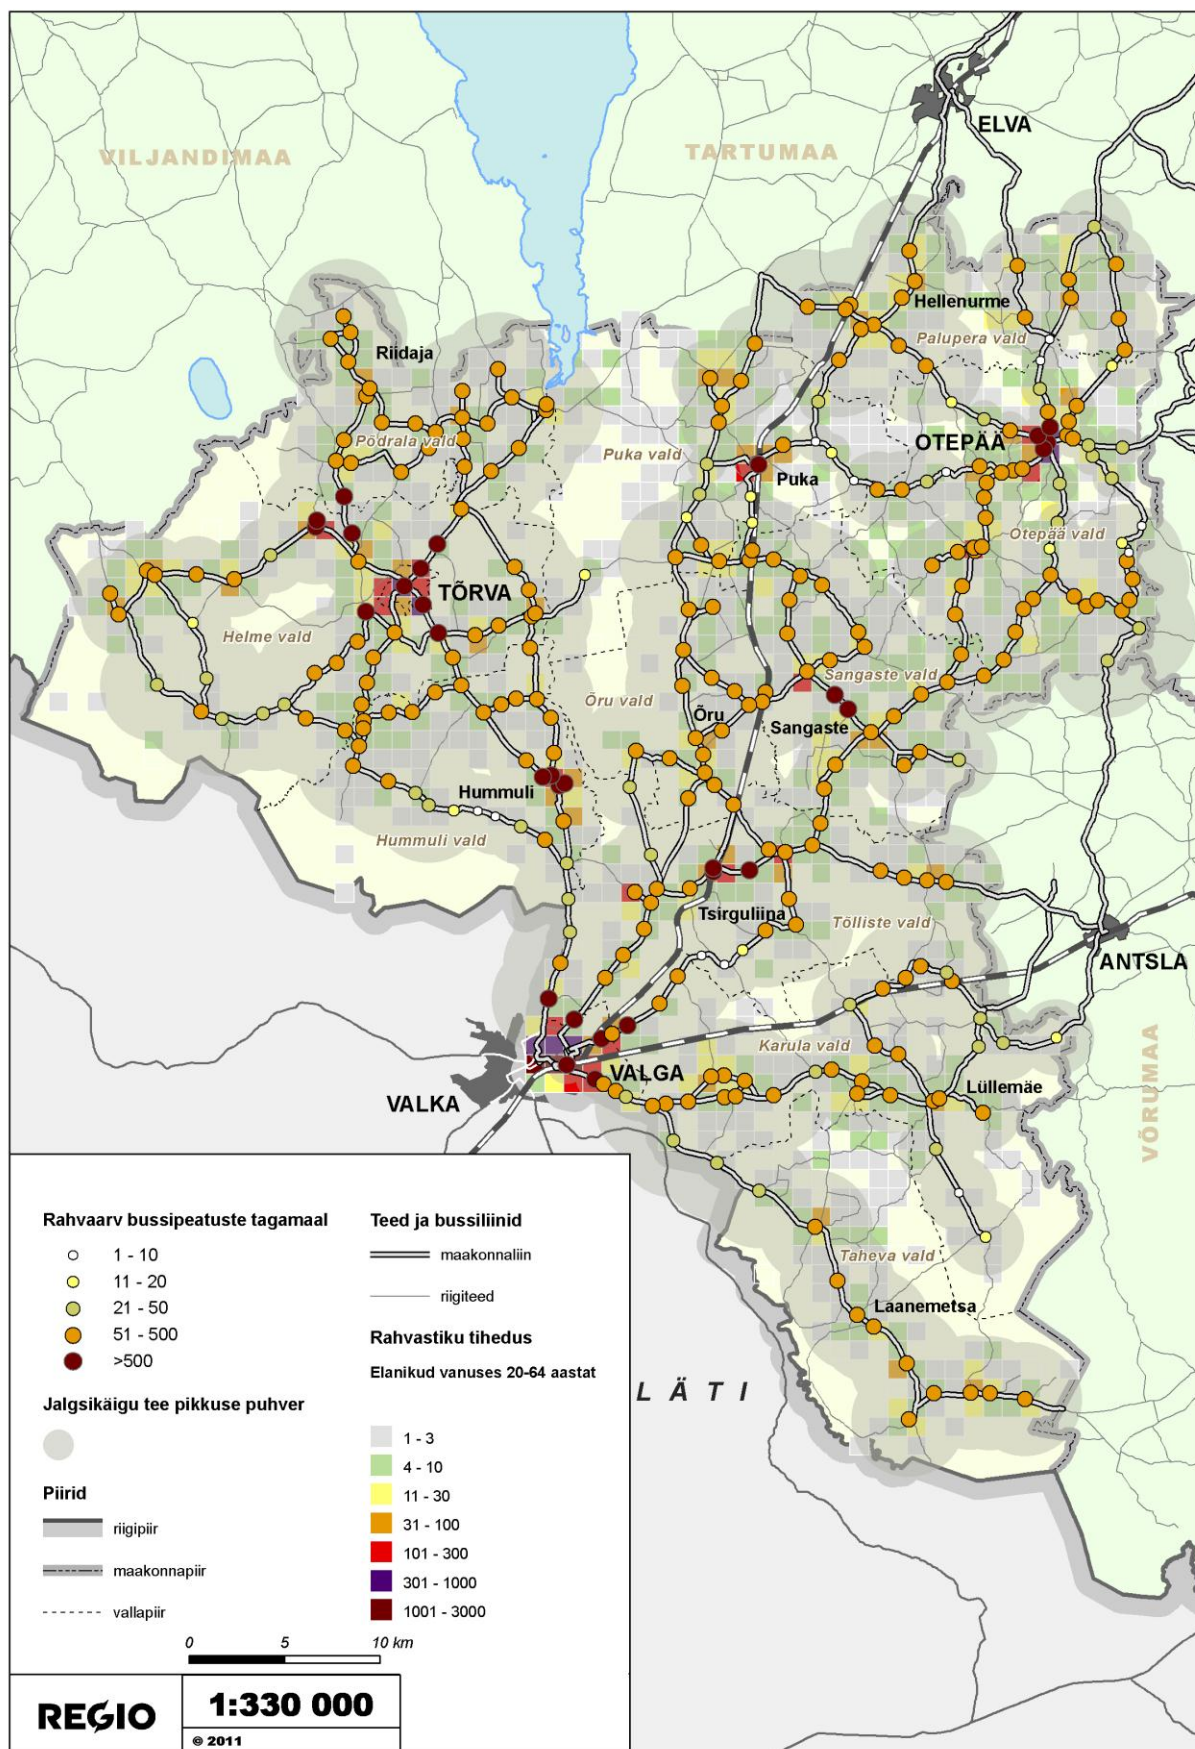 ELVA
VILJANDIMAA
TARTUMAA
Hellenurme
Palupera vald
Riidaja
Põdrala vald
Puka vald
OTEPÄÄ
Puka
Otepää vald
TÕRVA
Helme vald
Sangaste vald
Õru vald
Õru
Sangaste
Hummuli
Hummuli vald
Tsirguliina
Tõlliste vald
ANTSLA
Karula vald
VALGA
Lüllemäe
VALKA
VÕRUMAA
Taheva vald
Laanemetsa
LÄTI
Rahvaarv bussipeatuste tagamaal
1 - 10
11 - 20
21 - 50
51 - 500
>500
Jalgsikäigu tee pikkuse puhver
Piirid
riigipiir
maakonnapiir
vallapiir
Teed ja bussiliinid
maakonnaliin
riigiteed
Rahvastiku tihedus
Elanikud vanuses 20-64 aastat
1 - 3
4 - 10
11 - 30
31 - 100
101 - 300
301 - 1000
1001 - 3000
0 5 10 km
REGIO
1:330 000
© 2011